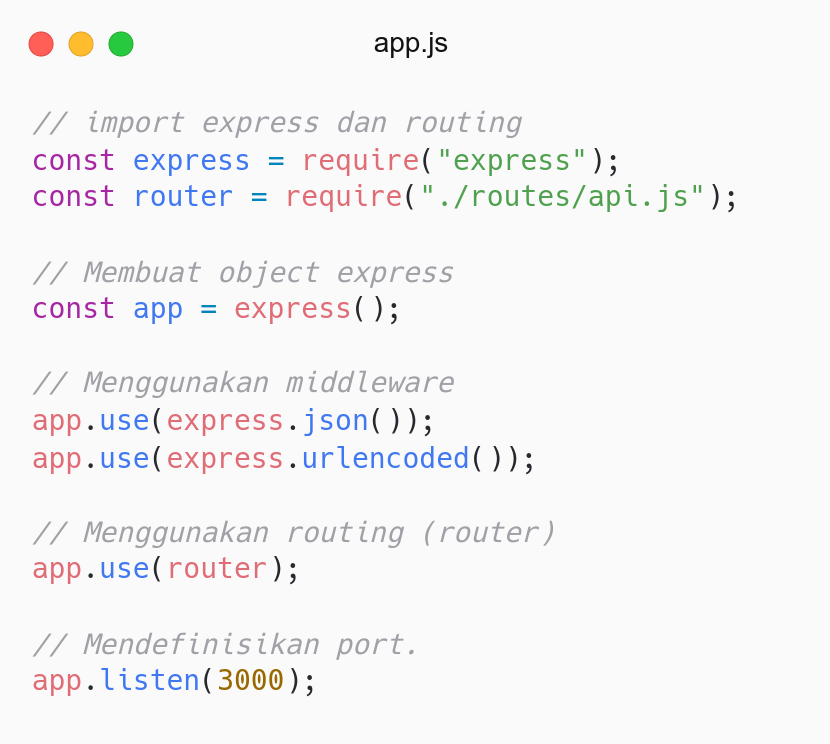 app.js
// import express dan routing
const express = require("express");
const router = require("./routes/api.js");
// Membuat object express
const app = express();
// Menggunakan middleware
app.use(express.json());
app.use(express.urlencoded());
// Menggunakan routing (router)
app.use(router);
// Mendefinisikan port.
app.listen(3000);